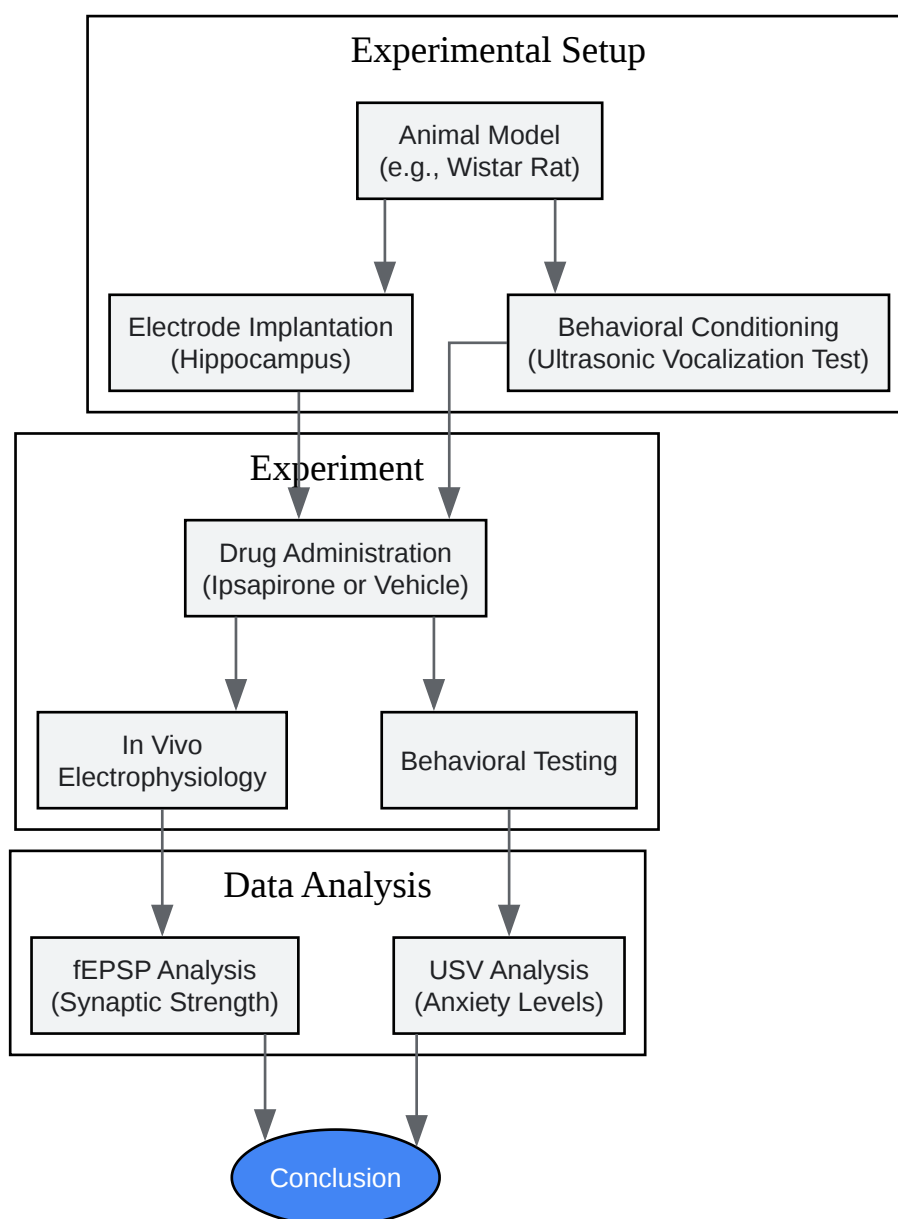 Experimental Setup
Animal Model
(e.g., Wistar Rat)
Electrode Implantation
(Hippocampus)
Behavioral Conditioning
(Ultrasonic Vocalization Test)
Experiment
Drug Administration
(Ipsapirone or Vehicle)
In Vivo
Electrophysiology
Behavioral Testing
Data Analysis
fEPSP Analysis
(Synaptic Strength)
USV Analysis
(Anxiety Levels)
Conclusion